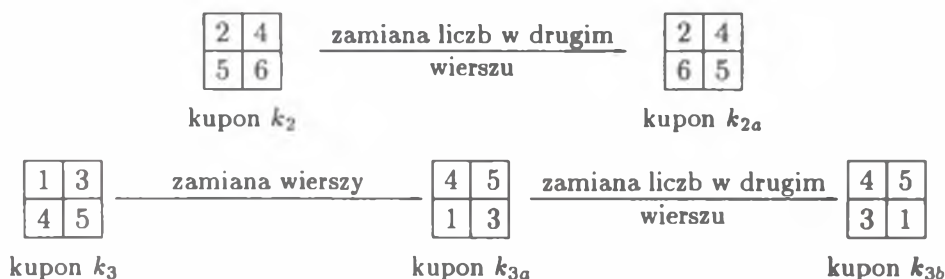 2 4 zamiana liczb w drugim 2 4
5 6 wierszu 6 5
kupon k₂ kupon k₂ₐ
1 3 zamiana wierszy 4 5 zamiana liczb w drugim 4 5
4 5 1 3 wierszu 3 1
kupon k₃ kupon k₃ₐ kupon k_{3b}